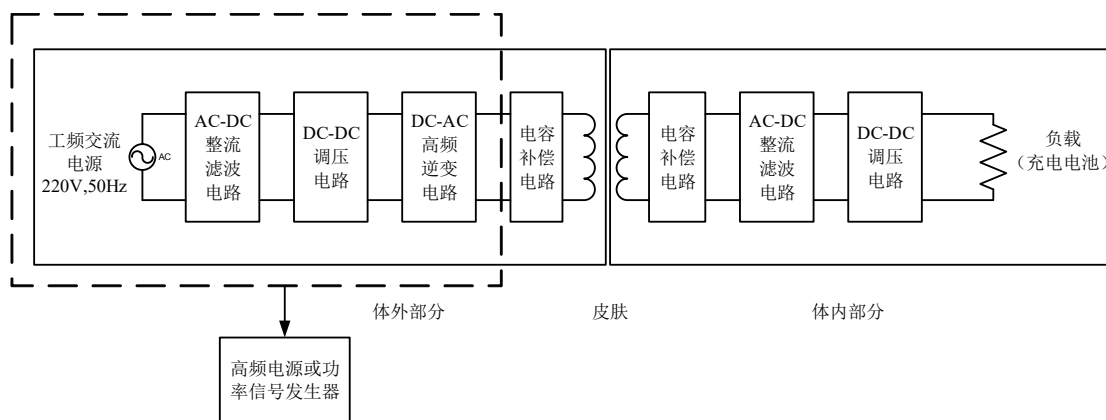 工频交流
电源
220V,50Hz
AC
AC-DC
整流
滤波
电路
DC-DC
调压
电路
DC-AC
高频
逆变
电路
电容
补偿
电路
电容
补偿
电路
AC-DC
整流
滤波
电路
DC-DC
调压
电路
负载
（充电电池）
体外部分
皮肤
体内部分
高频电源或功
率信号发生器